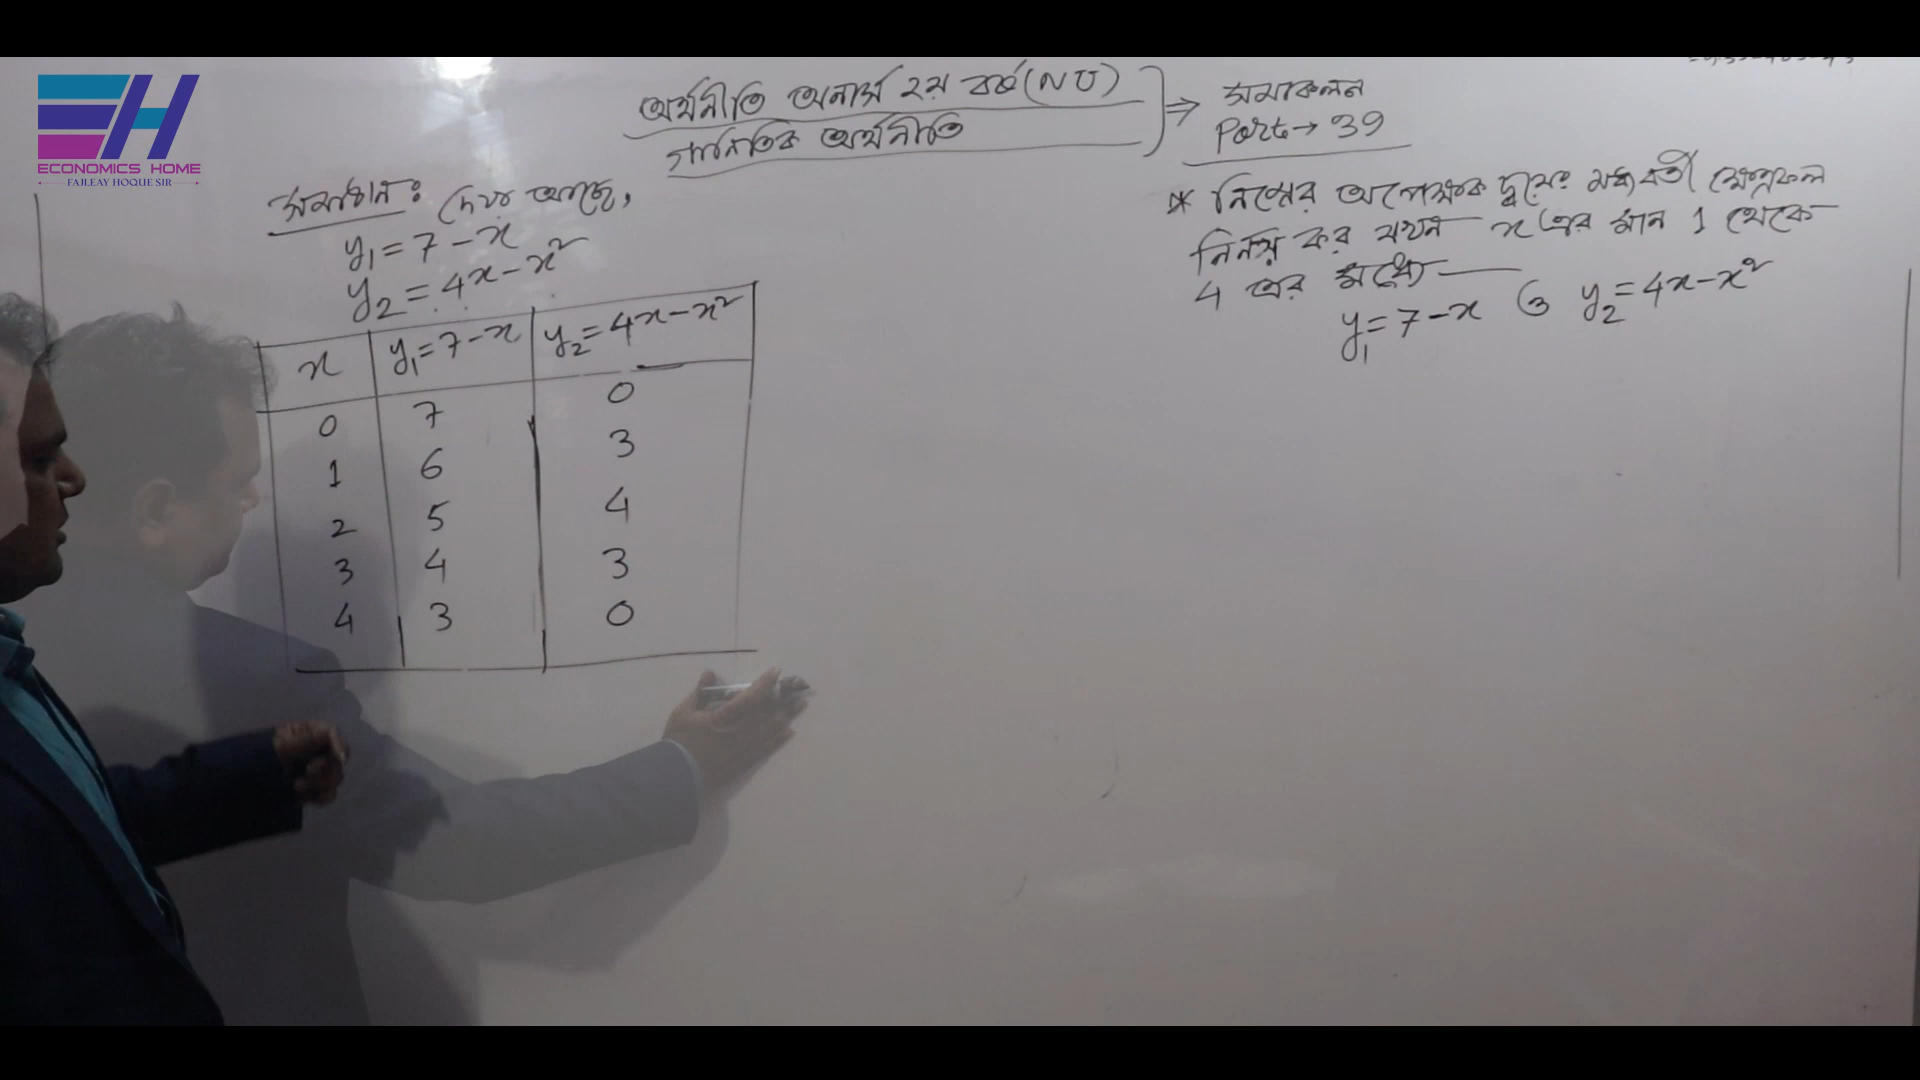 EH
ECONOMICS HOME
FAJLEAY HOQUE SIR
অর্থনীতি অনার্স ২য় বর্ষ (NU)
গাণিতিক অর্থনীতি
⇒ সমাকলন
Part → 39
* নিম্নের অপেক্ষক দ্বয়ের মধ্যবর্তী ক্ষেত্রফল
নির্নয় কর যখন x এর মান 1 থেকে
4 এর মধ্যে —
y₁ = 7 - x ও y₂ = 4x - x²
সমাধান: দেয়া আছে,
y₁ = 7 - x
y₂ = 4x - x²
x y₁ = 7 - x y₂ = 4x - x²
0 7 0
1 6 3
2 5 4
3 4 3
4 3 0